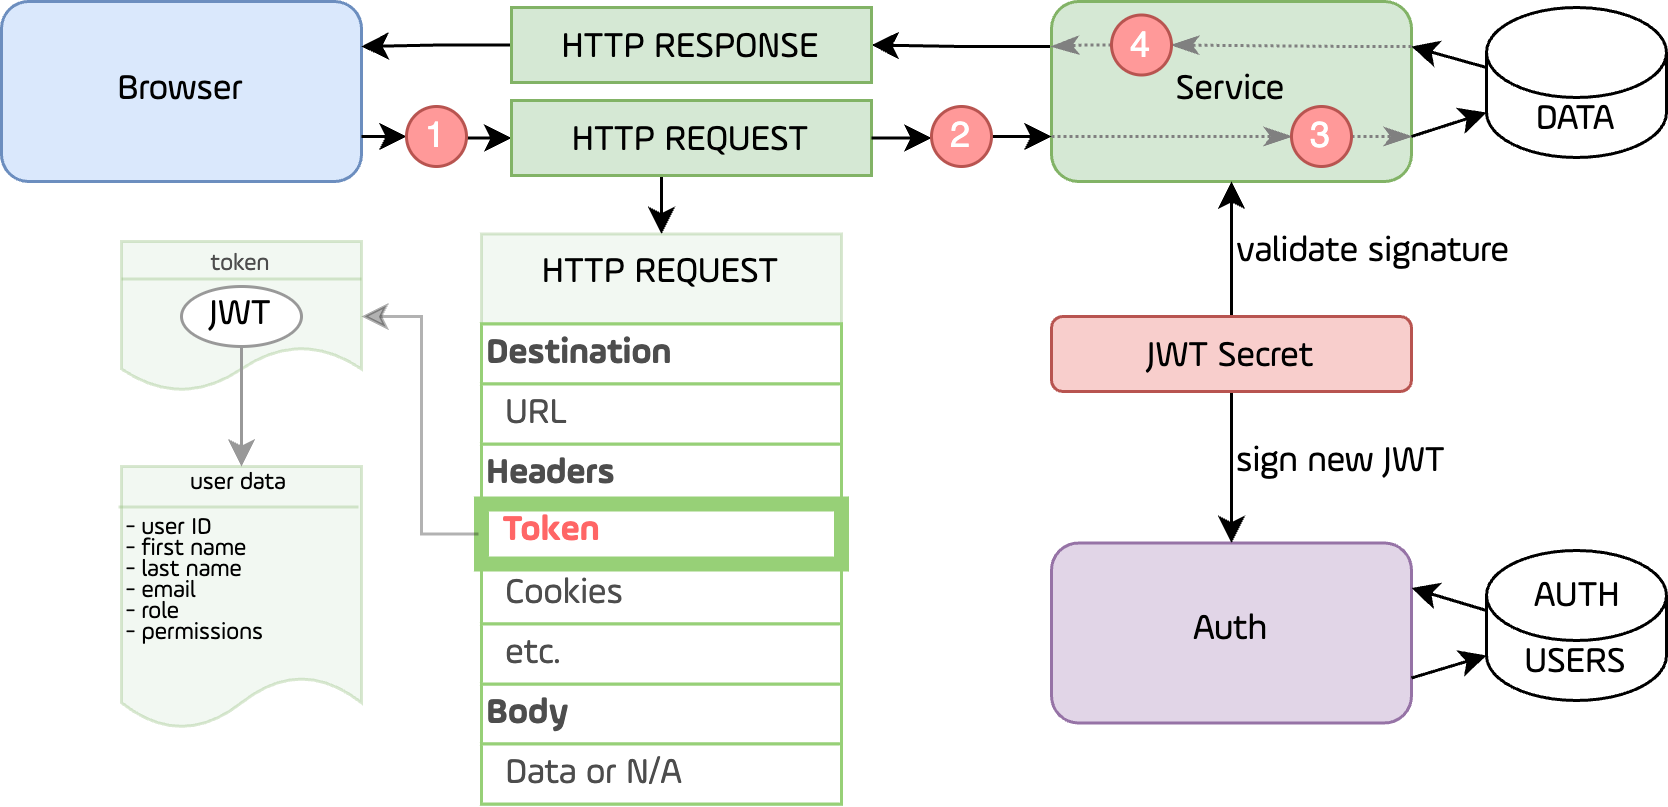 HTTP RESPONSE
4
Browser
Service
DATA
1
HTTP REQUEST
2
3
token
JWT
HTTP REQUEST
validate signature
Destination
JWT Secret
URL
Headers
sign new JWT
user data
- user ID
- first name
- last name
- email
- role
- permissions
Token
Cookies
etc.
Body
Data or N/A
Auth
AUTH
USERS